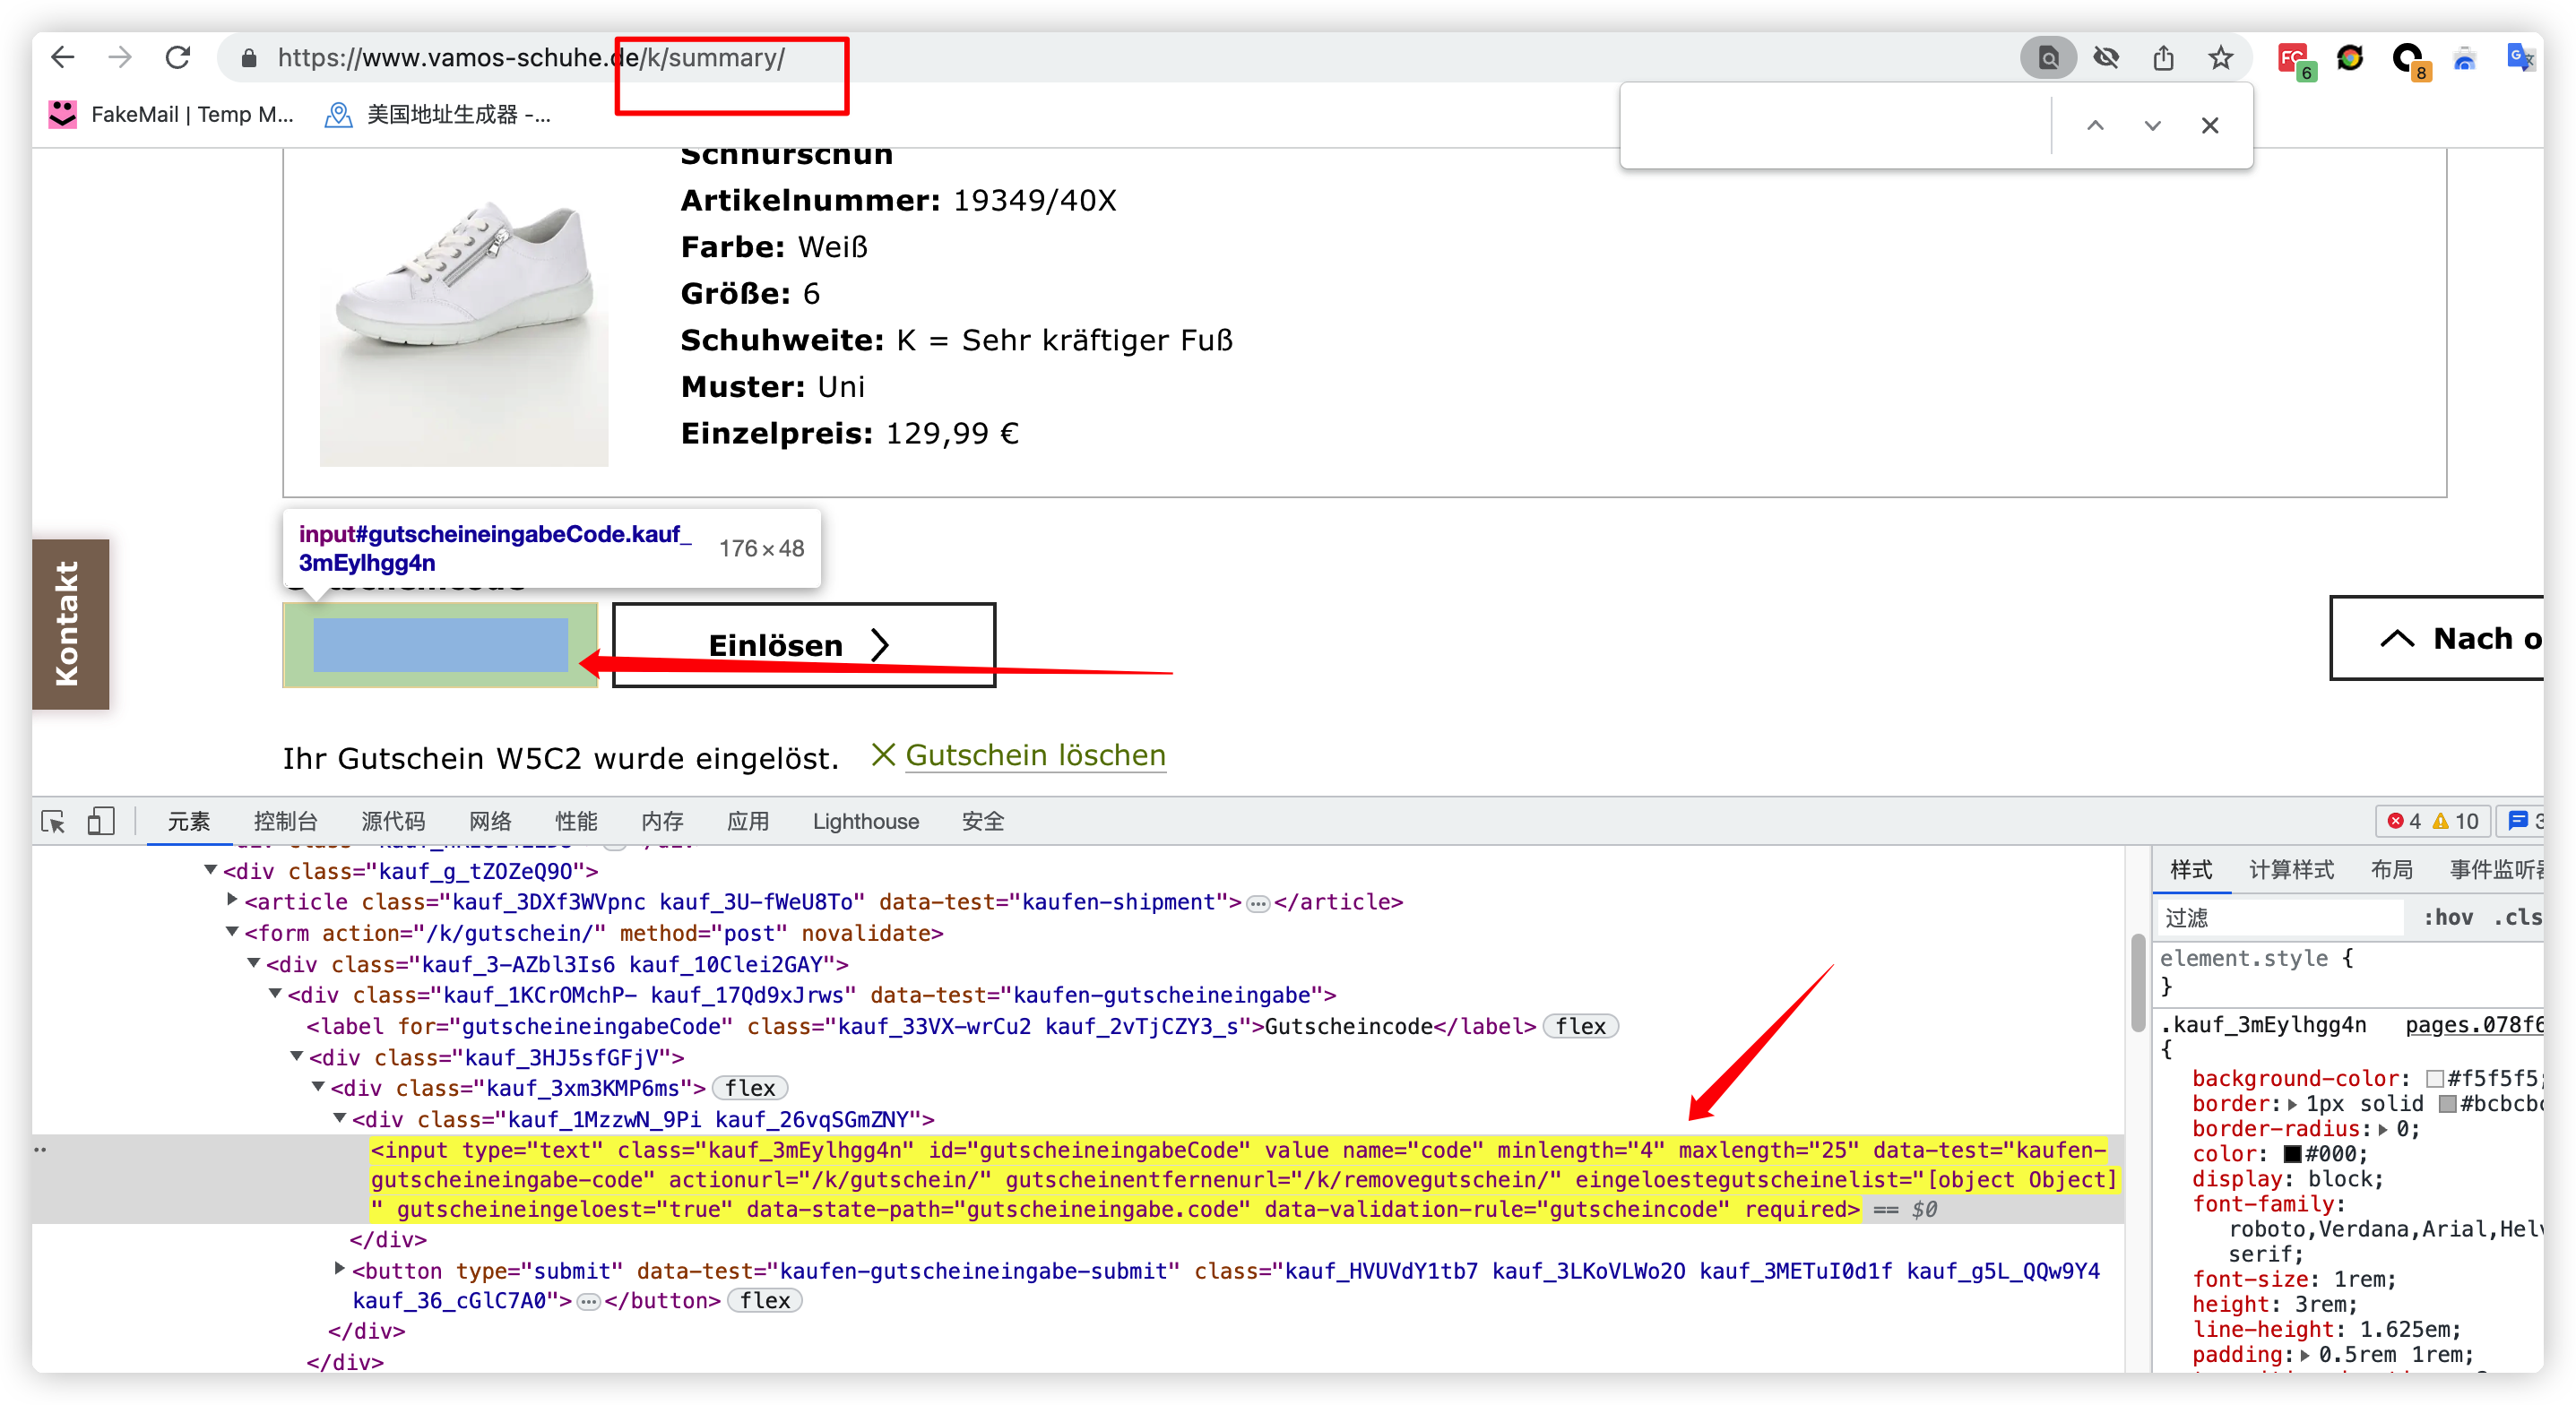 https://www.vamos-schuhe.de/k/summary/
FC 6 8 G
FakeMail | Temp M... 美国地址生成器 -...
Schnürschuh
Artikelnummer: 19349/40X
Farbe: Weiß
Größe: 6
Schuhweite: K = Sehr kräftiger Fuß
Muster: Uni
Einzelpreis: 129,99 €
input#gutscheineingabeCode.kauf_
3mEylhgg4n
176 × 48
Kontakt
Gutscheincode
Einlösen
Nach o
Ihr Gutschein W5C2 wurde eingelöst. Gutschein löschen
元素 控制台 源代码 网络 性能 内存 应用 Lighthouse 安全 4 10 3
<div class="kauf_g_tZOZeQ9O">
<article class="kauf_3DXf3WVpnc kauf_3U-fWeU8To" data-test="kaufen-shipment">…</article>
<form action="/k/gutschein/" method="post" novalidate>
<div class="kauf_3-AZbl3Is6 kauf_10Clei2GAY">
<div class="kauf_1KCrOMchP- kauf_17Qd9xJrws" data-test="kaufen-gutscheineingabe">
<label for="gutscheineingabeCode" class="kauf_33VX-wrCu2 kauf_2vTjCZY3_s">Gutscheincode</label> flex
<div class="kauf_3HJ5sfGFjV">
<div class="kauf_3xm3KMP6ms"> flex
<div class="kauf_1MzzwN_9Pi kauf_26vqSGmZNY">
<input type="text" class="kauf_3mEylhgg4n" id="gutscheineingabeCode" value name="code" minlength="4" maxlength="25" data-test="kaufen-
gutscheineingabe-code" actionurl="/k/gutschein/" gutscheinentfernenurl="/k/removegutschein/" eingeloestegutscheinelist="[object Object]
" gutscheineingeloest="true" data-state-path="gutscheineingabe.code" data-validation-rule="gutscheincode" required> == $0
</div>
<button type="submit" data-test="kaufen-gutscheineingabe-submit" class="kauf_HVUVdY1tb7 kauf_3LKoVLWo2O kauf_3METuI0d1f kauf_g5L_QQw9Y4
kauf_36_cGlC7A0">…</button> flex
</div>
</div>
样式 计算样式 布局 事件监听器
过滤 :hov .cls
element.style {
}
.kauf_3mEylhgg4n pages.078f6
{
background-color: #f5f5f5;
border: 1px solid #bcbcbc
border-radius: 0;
color: #000;
display: block;
font-family:
roboto,Verdana,Arial,Helv
serif;
font-size: 1rem;
height: 3rem;
line-height: 1.625em;
padding: 0.5rem 1rem;